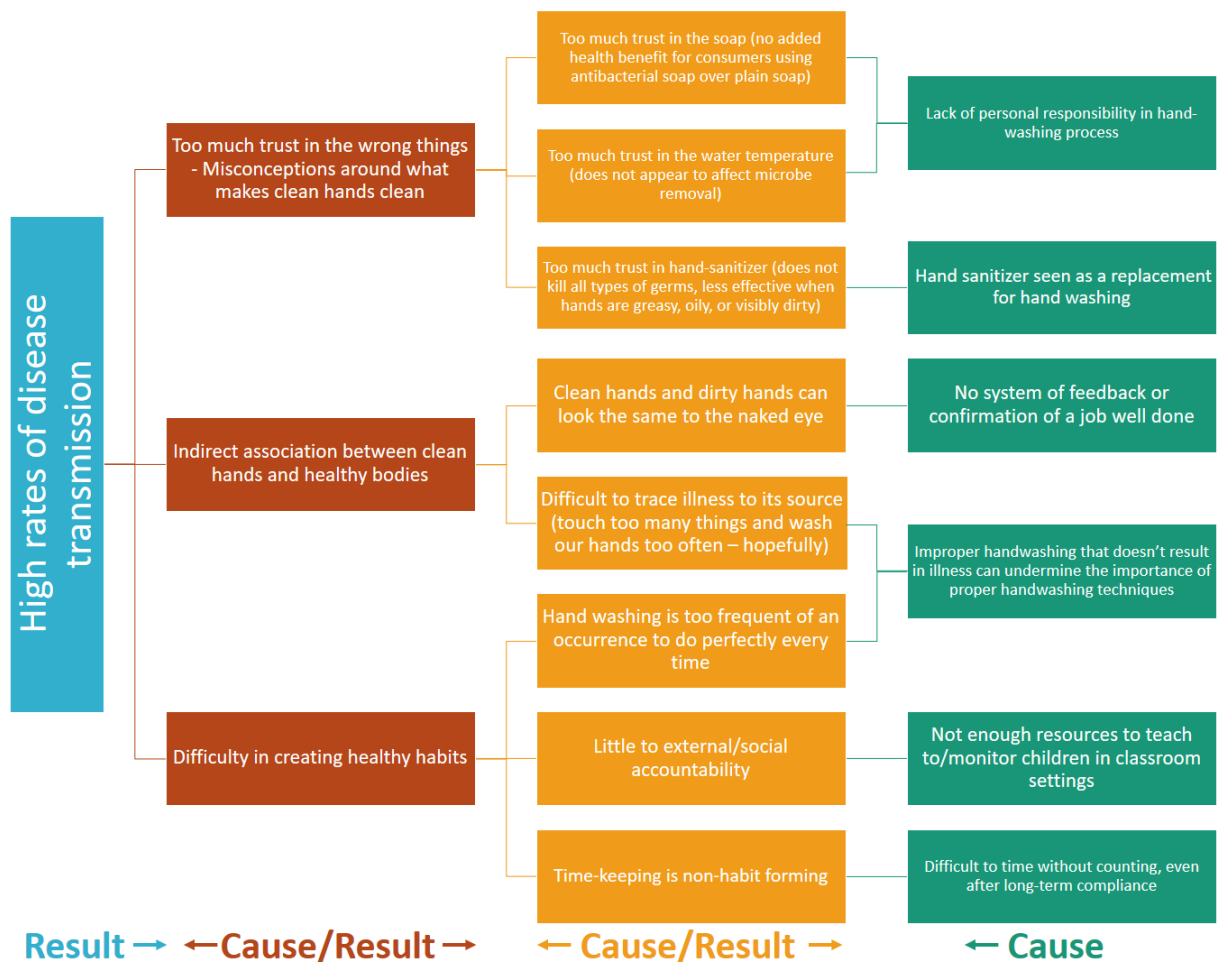 High rates of disease
transmission
Too much trust in the wrong things
- Misconceptions around what
makes clean hands clean
Indirect association between clean
hands and healthy bodies
Difficulty in creating healthy habits
Too much trust in the soap (no added
health benefit for consumers using
antibacterial soap over plain soap)
Too much trust in the water temperature
(does not appear to affect microbe
removal)
Too much trust in hand-sanitizer (does not
kill all types of germs, less effective when
hands are greasy, oily, or visibly dirty)
Clean hands and dirty hands can
look the same to the naked eye
Difficult to trace illness to its source
(touch too many things and wash
our hands too often – hopefully)
Hand washing is too frequent of an
occurrence to do perfectly every
time
Little to external/social
accountability
Time-keeping is non-habit forming
Lack of personal responsibility in hand-
washing process
Hand sanitizer seen as a replacement
for hand washing
No system of feedback or
confirmation of a job well done
Improper handwashing that doesn't result
in illness can undermine the importance of
proper handwashing techniques
Not enough resources to teach
to/monitor children in classroom
settings
Difficult to time without counting, even
after long-term compliance
Result → ← Cause/Result → ← Cause/Result → ← Cause